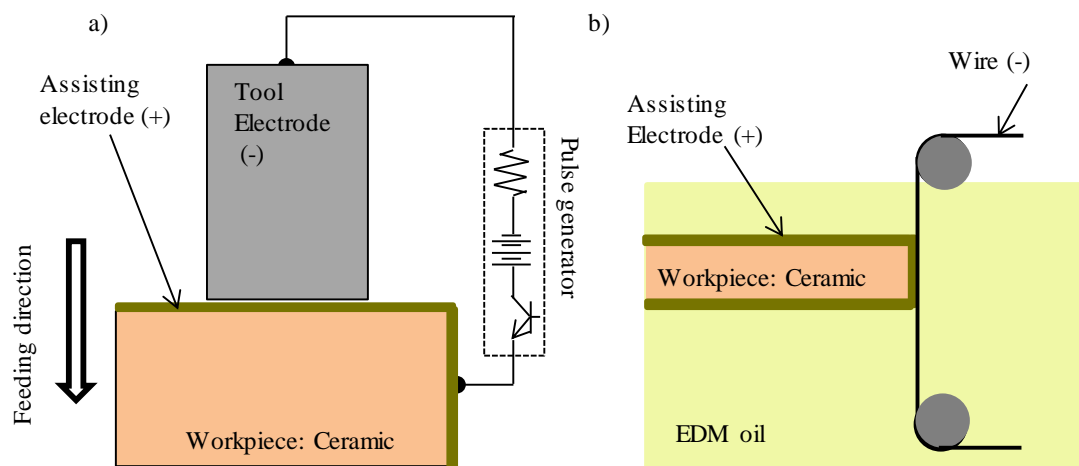 a)
Assisting
electrode (+)
Tool
Electrode
(-)
Pulse generator
Feeding direction
Workpiece: Ceramic
b)
Wire (-)
Assisting
Electrode (+)
Workpiece: Ceramic
EDM oil